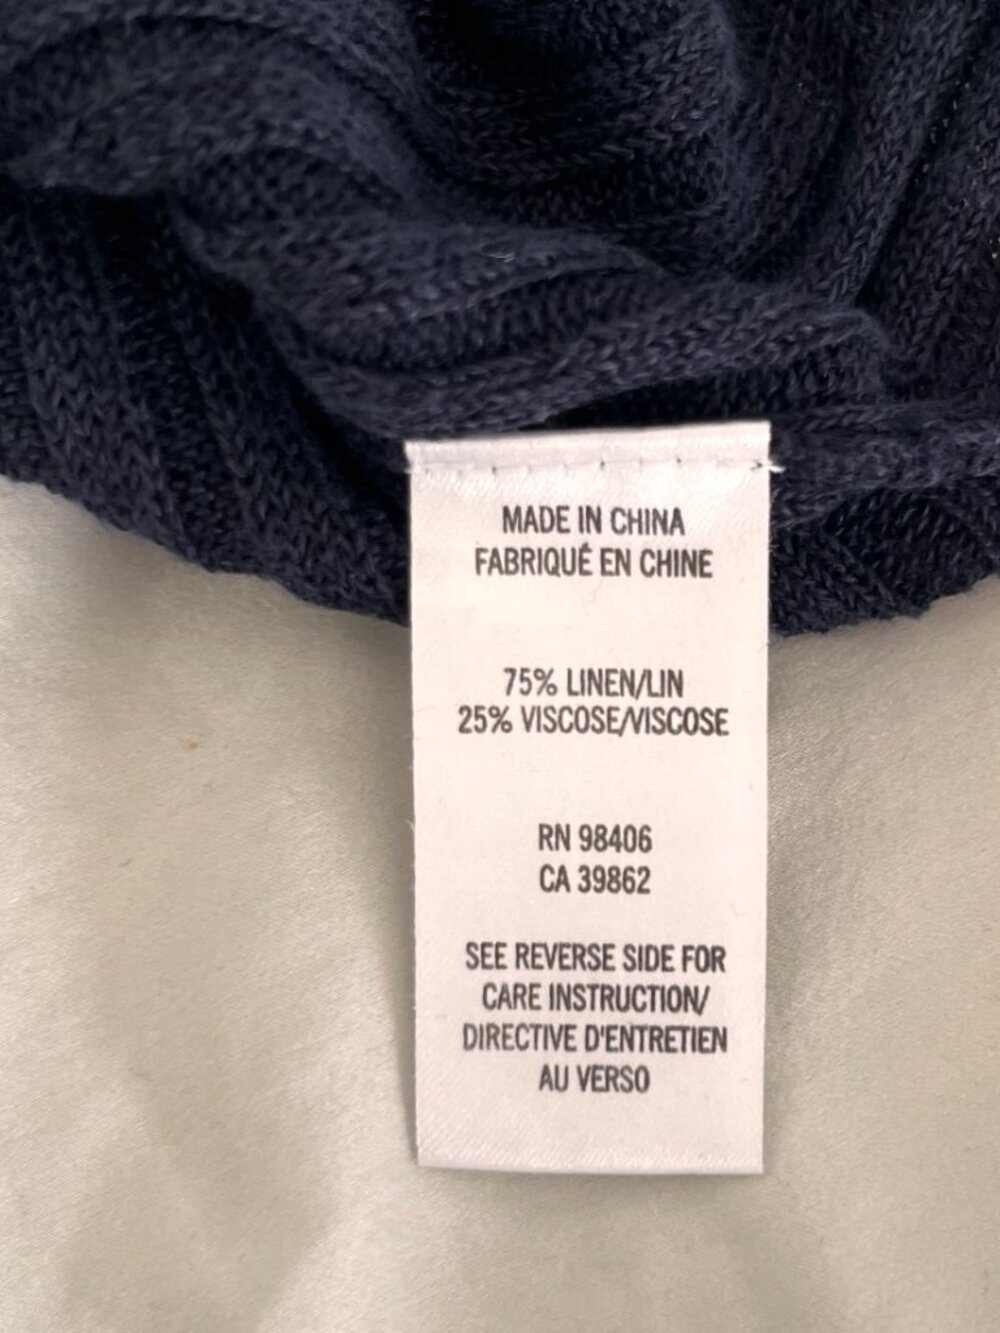 MADE IN CHINA
FABRIQUÉ EN CHINE
75% LINEN/LIN
25% VISCOSE/VISCOSE
RN 98406
CA 39862
SEE REVERSE SIDE FOR
CARE INSTRUCTION/
DIRECTIVE D'ENTRETIEN
AU VERSO